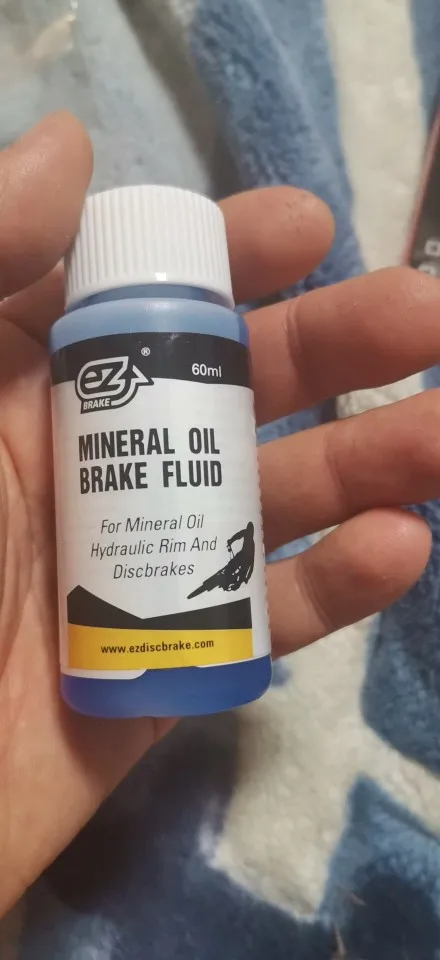 ez®
BRAKE
60ml
MINERAL OIL
BRAKE FLUID
For Mineral Oil
Hydraulic Rim And
Discbrakes
www.ezdiscbrake.com